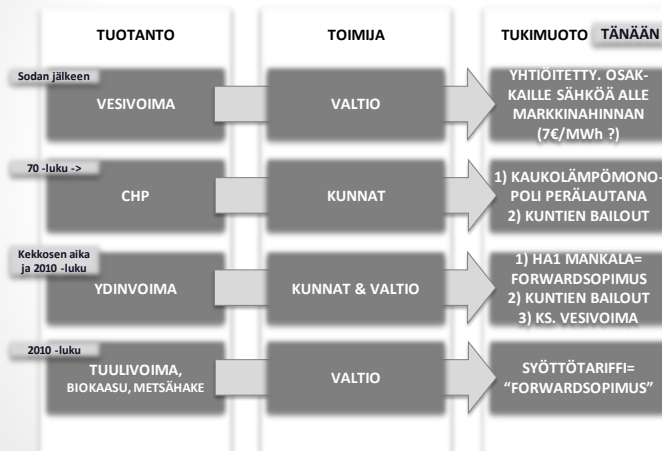 TUOTANTO
TOIMIJA
TUKIMUOTO TÄNÄÄN
Sodan jälkeen
VESIVOIMA
VALTIO
YHTIÖITETTY. OSAK-
KAILLE SÄHKÖÄ ALLE
MARKKINAHINNAN
(7€/MWh ?)
70 -luku ->
CHP
KUNNAT
1) KAUKOLÄMPÖMONO-
POLI PERÄLAUTANA
2) KUNTIEN BAILOUT
Kekkosen aika
ja 2010 -luku
YDINVOIMA
KUNNAT & VALTIO
1) HA1 MANKALA=
FORWARDSOPIMUS
2) KUNTIEN BAILOUT
3) KS. VESIVOIMA
2010 -luku
TUULIVOIMA,
BIOKAASU, METSÄHAKE
VALTIO
SYÖTTÖTARIFFI=
“FORWARDSOPIMUS”